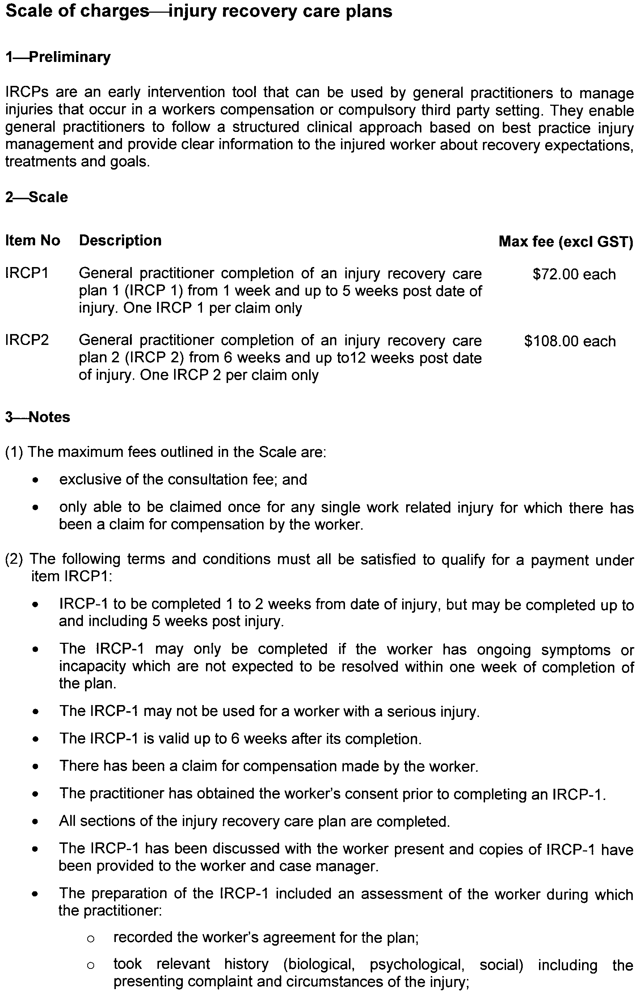 Scale of charges—injury recovery care plans
1—Preliminary
IRCPs are an early intervention tool that can be used by general practitioners to manage
injuries that occur in a workers compensation or compulsory third party setting. They enable
general practitioners to follow a structured clinical approach based on best practice injury
management and provide clear information to the injured worker about recovery expectations,
treatments and goals.
2—Scale
Item No Description Max fee (excl GST)
IRCP1 General practitioner completion of an injury recovery care $72.00 each
plan 1 (IRCP 1) from 1 week and up to 5 weeks post date of
injury. One IRCP 1 per claim only
IRCP2 General practitioner completion of an injury recovery care $108.00 each
plan 2 (IRCP 2) from 6 weeks and up to12 weeks post date
of injury. One IRCP 2 per claim only
3—Notes
(1) The maximum fees outlined in the Scale are:
• exclusive of the consultation fee; and
• only able to be claimed once for any single work related injury for which there has
been a claim for compensation by the worker.
(2) The following terms and conditions must all be satisfied to qualify for a payment under
item IRCP1:
• IRCP-1 to be completed 1 to 2 weeks from date of injury, but may be completed up to
and including 5 weeks post injury.
• The IRCP-1 may only be completed if the worker has ongoing symptoms or
incapacity which are not expected to be resolved within one week of completion of
the plan.
• The IRCP-1 may not be used for a worker with a serious injury.
• The IRCP-1 is valid up to 6 weeks after its completion.
• There has been a claim for compensation made by the worker.
• The practitioner has obtained the worker's consent prior to completing an IRCP-1.
• All sections of the injury recovery care plan are completed.
• The IRCP-1 has been discussed with the worker present and copies of IRCP-1 have
been provided to the worker and case manager.
• The preparation of the IRCP-1 included an assessment of the worker during which
the practitioner:
o recorded the worker's agreement for the plan;
o took relevant history (biological, psychological, social) including the
presenting complaint and circumstances of the injury;